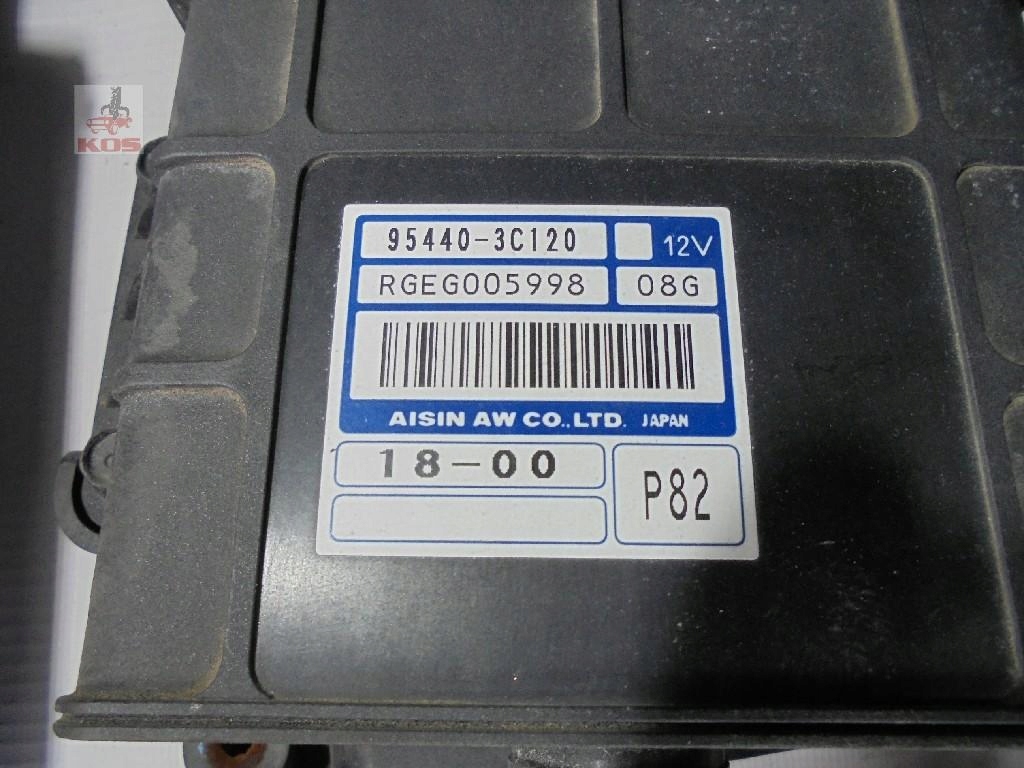 KOS
95440-3C120 12V
RGEG005998 08G
AISIN AW CO.,LTD. JAPAN
18-00
P82